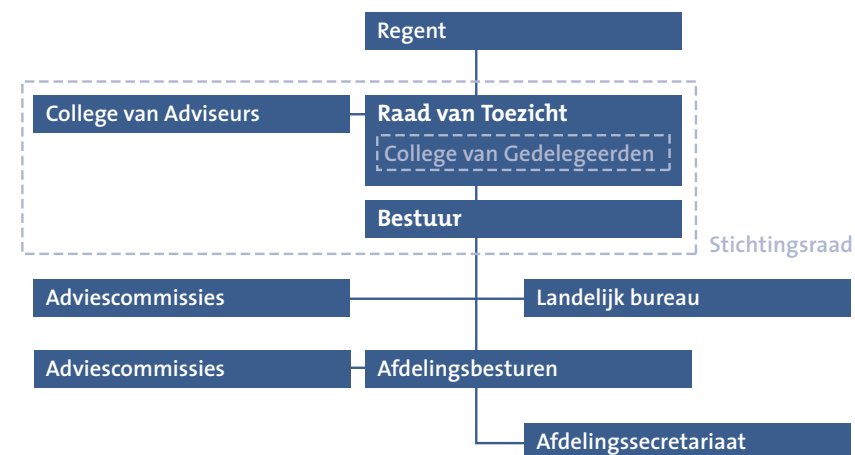 Regent
College van Adviseurs
Raad van Toezicht
College van Gedelegeerden
Bestuur
Stichtingsraad
Adviescommissies
Landelijk bureau
Adviescommissies
Afdelingsbesturen
Afdelingssecretariaat